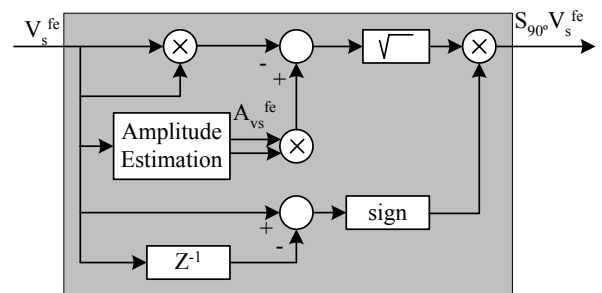 V_s^fe
S_90° V_s^fe
×
-
+
√
×
Amplitude
Estimation
A_vs^fe
×
+
-
sign
Z^-1